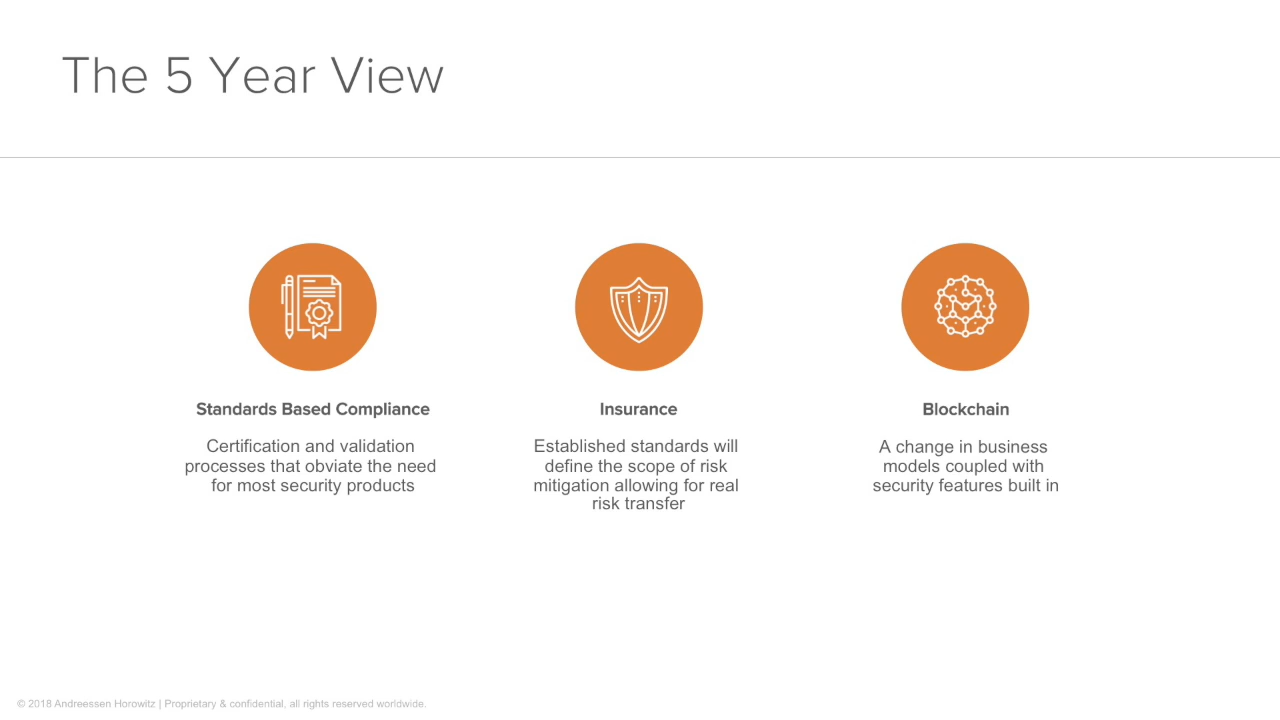 The 5 Year View
Standards Based Compliance
Certification and validation
processes that obviate the need
for most security products
Insurance
Established standards will
define the scope of risk
mitigation allowing for real
risk transfer
Blockchain
A change in business
models coupled with
security features built in
© 2018 Andreessen Horowitz | Proprietary & confidential, all rights reserved worldwide.